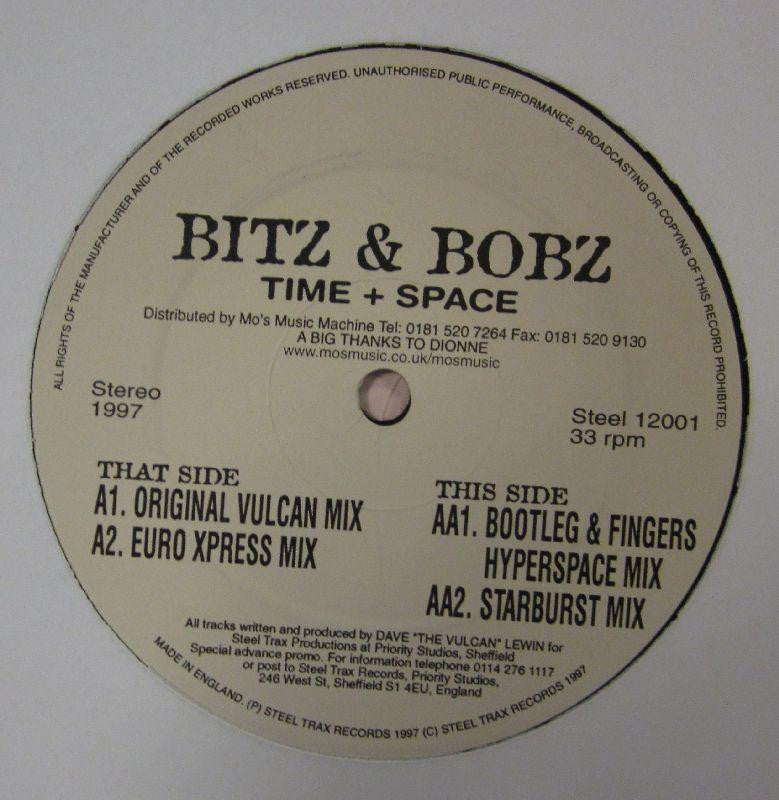 ALL RIGHTS OF THE MANUFACTURER AND OF THE RECORDED WORKS RESERVED. UNAUTHORISED PUBLIC PERFORMANCE, BROADCASTING OR COPYING OF THIS RECORD PROHIBITED.
BITZ & BOBZ
TIME + SPACE
Distributed by Mo's Music Machine Tel: 0181 520 7264 Fax: 0181 520 9130
A BIG THANKS TO DIONNE
www.mosmusic.co.uk/mosmusic
Stereo
1997
Steel 12001
33 rpm
THAT SIDE
A1. ORIGINAL VULCAN MIX
A2. EURO XPRESS MIX
THIS SIDE
AA1. BOOTLEG & FINGERS
HYPERSPACE MIX
AA2. STARBURST MIX
All tracks written and produced by DAVE "THE VULCAN" LEWIN for
Steel Trax Productions at Priority Studios, Sheffield
Special advance promo. For information telephone 0114 276 1117
or post to Steel Trax Records, Priority Studios,
246 West St, Sheffield S1 4EU, England
MADE IN ENGLAND. (P) STEEL TRAX RECORDS 1997 (C) STEEL TRAX RECORDS 1997